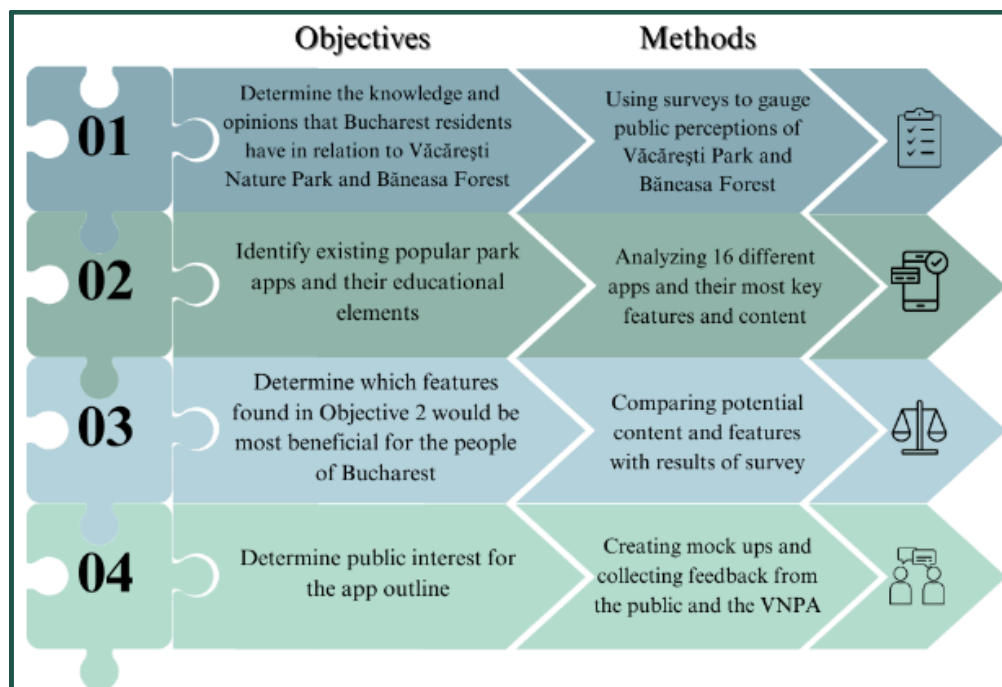 Objectives
Methods
01
Determine the knowledge and
opinions that Bucharest residents
have in relation to Văcărești
Nature Park and Băneasa Forest
Using surveys to gauge
public perceptions of
Văcărești Park and
Băneasa Forest
02
Identify existing popular park
apps and their educational
elements
Analyzing 16 different
apps and their most key
features and content
03
Determine which features
found in Objective 2 would be
most beneficial for the people
of Bucharest
Comparing potential
content and features
with results of survey
04
Determine public interest for
the app outline
Creating mock ups and
collecting feedback from
the public and the VNPA